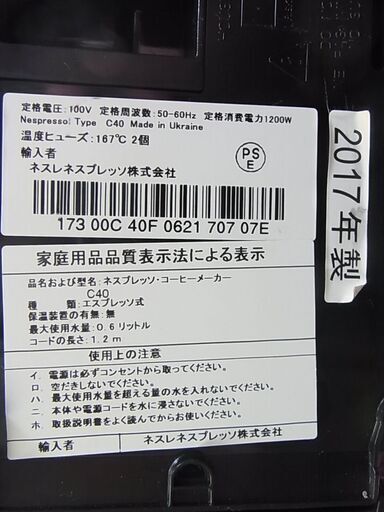 定格電圧:100V 定格周波数:50-60Hz 定格消費電力1200W
Nespressol Type C40 Made in Ukraine
温度ヒューズ:167℃ 2個
輸入者
ネスレネスプレッソ株式会社
PS
E
17300C40F062170707E
2017年製
家庭用品品質表示法による表示
品名および型名:ネスプレッソ・コーヒーメーカー
C40
種 類:エスプレッソ式
保温装置の有無:無
最大使用水量:0.6リットル
コードの長さ:1.2m
使用上の注意
イ. 電源は必ずコンセントから取ってください。
ロ. 空だきしないでください。
ハ. 最大使用水量を超える量の水を入れないでください。
ニ. 本体や電源コードを水に浸さないでください。
ホ. 取扱説明書をよく読んでからお使いください。
輸入者
ネスレネスプレッソ株式会社